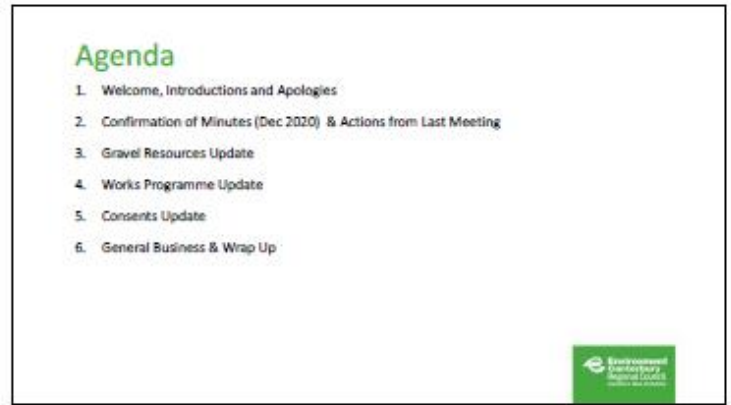 Agenda
1. Welcome, Introductions and Apologies
2. Confirmation of Minutes (Dec 2020) & Actions from Last Meeting
3. Gravel Resources Update
4. Works Programme Update
5. Consents Update
6. General Business & Wrap Up
Environment
Canterbury
Regional Council